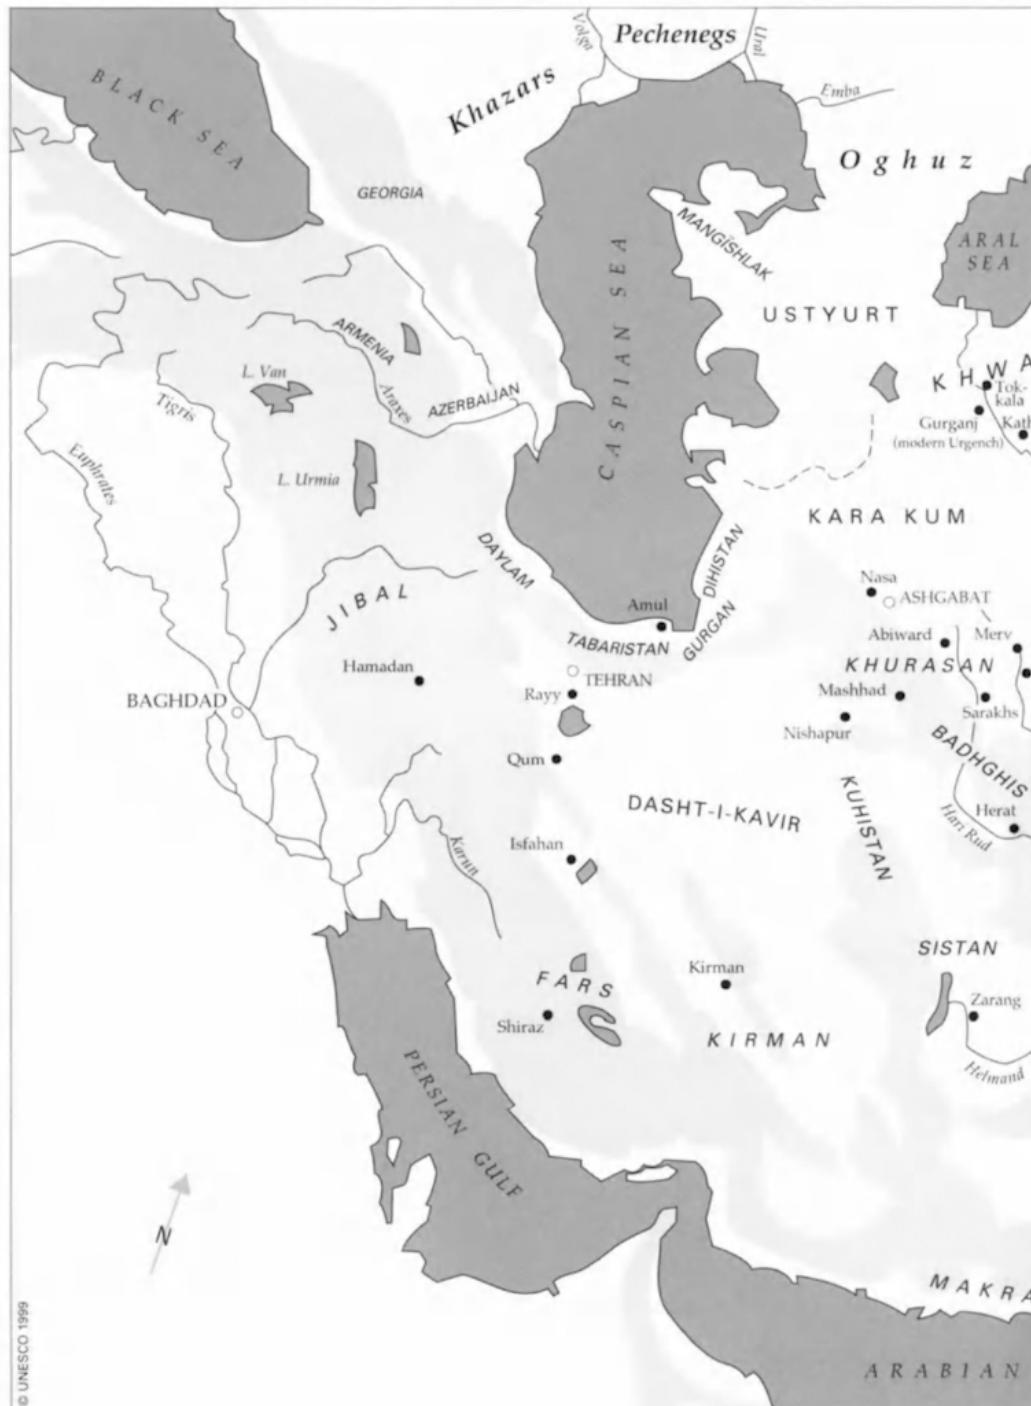 Volga
Pechenegs
Ural
BLACK SEA
Khazars
Emba
Oghuz
GEORGIA
MANGÏSHLAK
ARAL
SEA
CASPIAN SEA
USTYURT
ARMENIA
L. Van
Araxes
AZERBAIJAN
KHWA
Tok-
kala
Tigris
Gurganj
(modern Urgench)
Kath
Euphrates
L. Urmia
KARA KUM
DAYLAM
DIHISTAN
Nasa
ASHGABAT
JIBAL
Amul
TABARISTAN
GURGAN
Abiward
Merv
KHURASAN
Hamadan
TEHRAN
Rayy
Mashhad
Sarakhs
BAGHDAD
Nishapur
BADHGHIS
Qum
DASHT-I-KAVIR
KUHISTAN
Herat
Hari Rud
Isfahan
Karun
SISTAN
Kirman
FARS
Zarang
Shiraz
KIRMAN
Helmand
PERSIAN GULF
N
MAKRA
ARABIAN
© UNESCO 1999